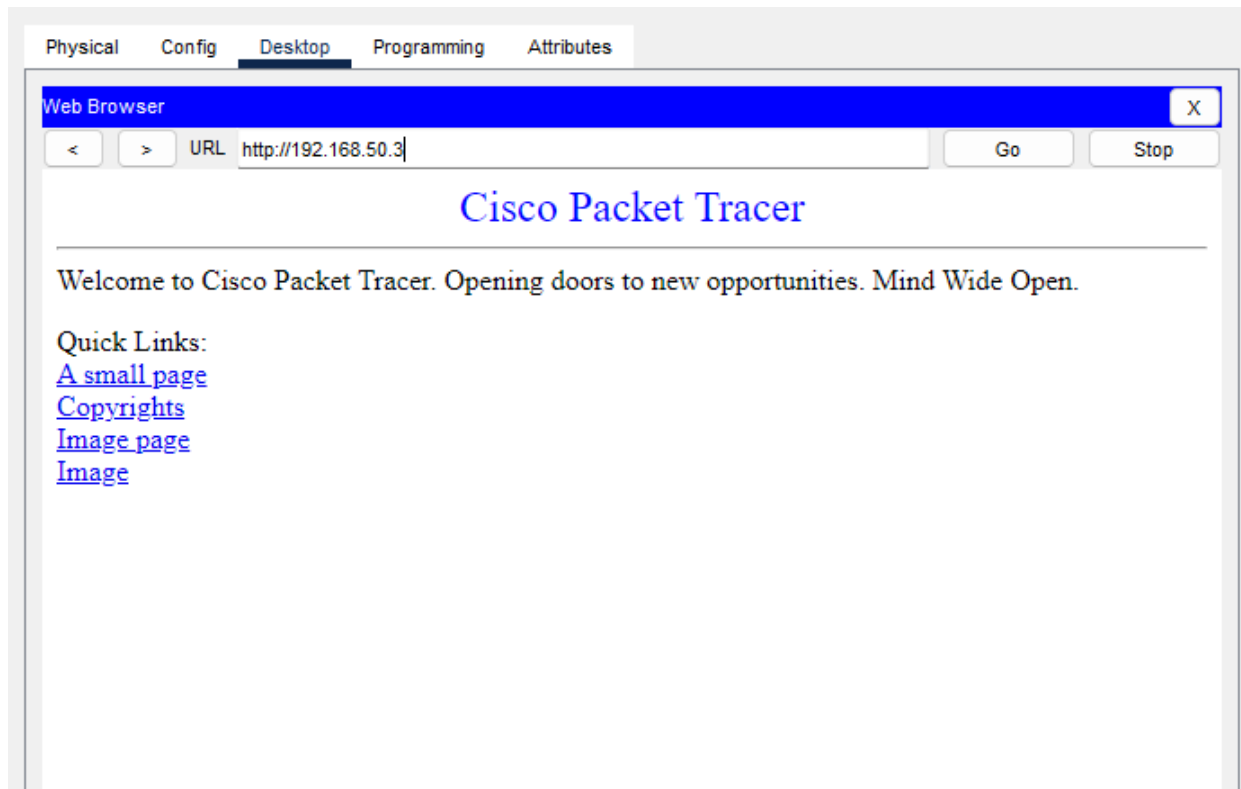 Physical Config Desktop Programming Attributes
Web Browser X
< > URL http://192.168.50.3 Go Stop
Cisco Packet Tracer
Welcome to Cisco Packet Tracer. Opening doors to new opportunities. Mind Wide Open.
Quick Links:
A small page
Copyrights
Image page
Image